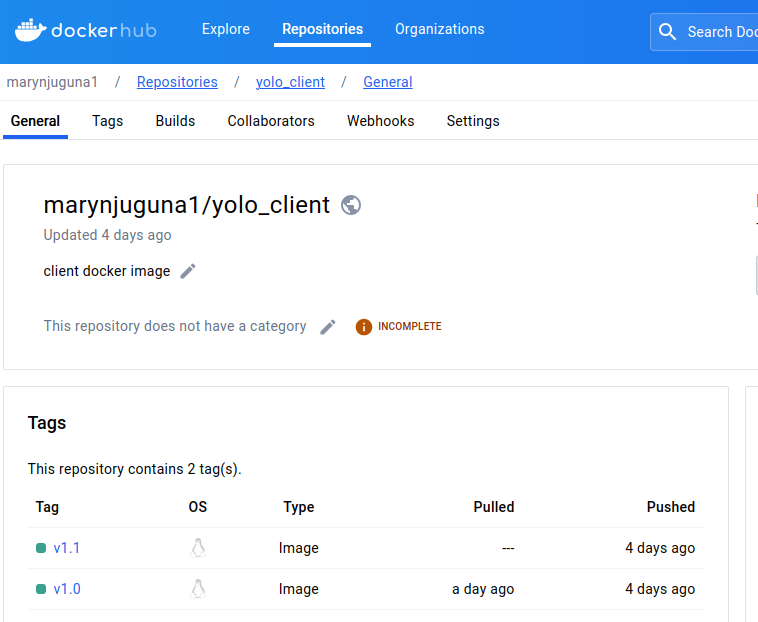 dockerhub Explore Repositories Organizations Search Doc
marynjuguna1 / Repositories / yolo_client / General
General Tags Builds Collaborators Webhooks Settings
marynjuguna1/yolo_client
Updated 4 days ago
client docker image
This repository does not have a category INCOMPLETE
Tags
This repository contains 2 tag(s).
Tag OS Type Pulled Pushed
v1.1 Image --- 4 days ago
v1.0 Image a day ago 4 days ago